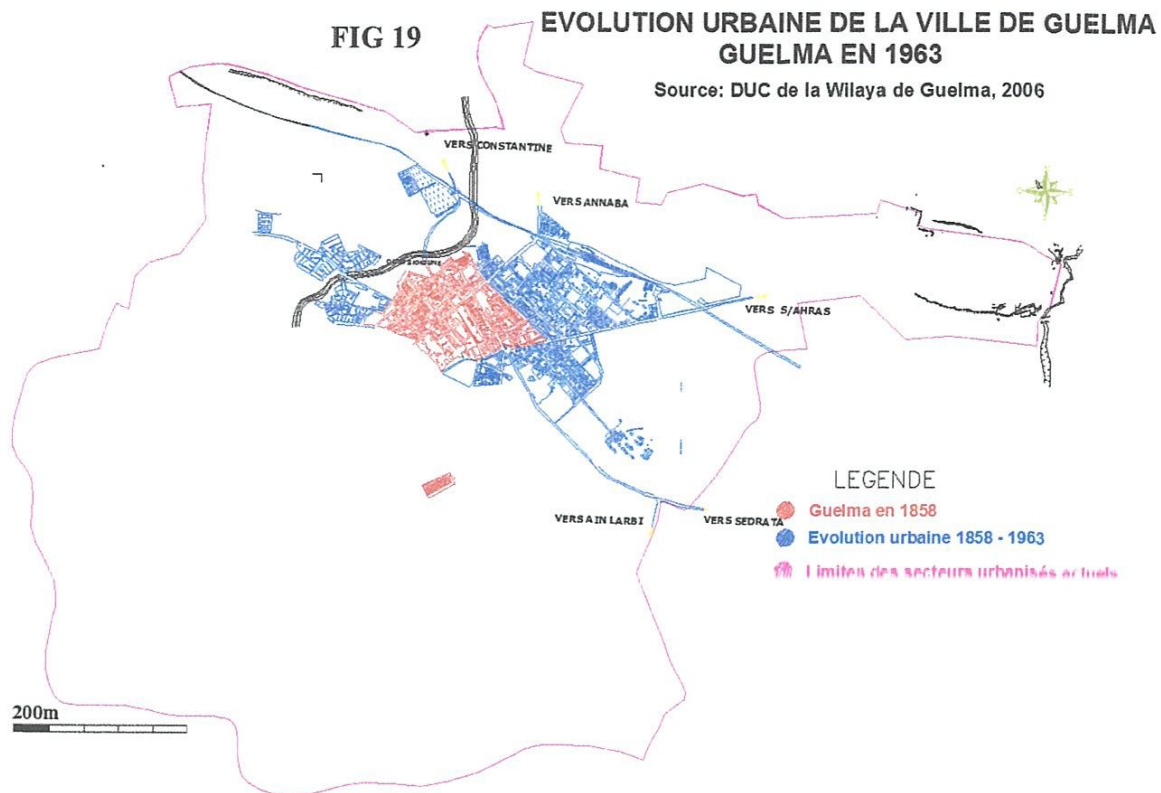 FIG 19
EVOLUTION URBAINE DE LA VILLE DE GUELMA
GUELMA EN 1963
Source: DUC de la Wilaya de Guelma, 2006
VERS CONSTANTINE
VERS ANNABA
VERS S/AHRAS
VERS AIN LARBI
VERS SEDRATA
LEGENDE
Guelma en 1858
Evolution urbaine 1858 - 1963
Limites des secteurs urbanisés actuels
200m